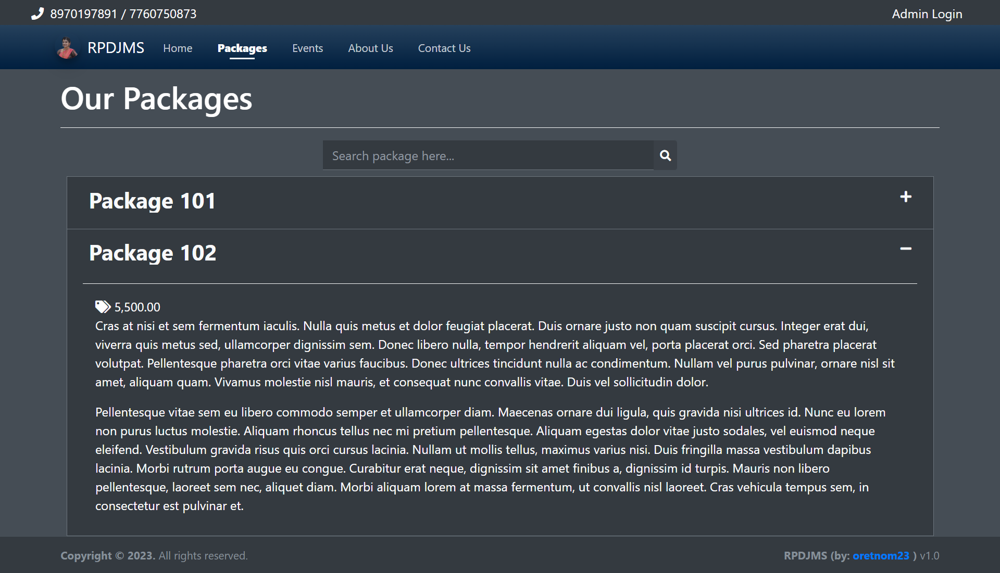 8970197891 / 7760750873
Admin Login
RPDJMS Home Packages Events About Us Contact Us
Our Packages
Search package here...
Package 101
Package 102
5,500.00
Cras at nisi et sem fermentum iaculis. Nulla quis metus et dolor feugiat placerat. Duis ornare justo non quam suscipit cursus. Integer erat dui,
viverra quis metus sed, ullamcorper dignissim sem. Donec libero nulla, tempor hendrerit aliquam vel, porta placerat orci. Sed pharetra placerat
volutpat. Pellentesque pharetra orci vitae varius faucibus. Donec ultrices tincidunt nulla ac condimentum. Nullam vel purus pulvinar, ornare nisl sit
amet, aliquam quam. Vivamus molestie nisl mauris, et consequat nunc convallis vitae. Duis vel sollicitudin dolor.
Pellentesque vitae sem eu libero commodo semper et ullamcorper diam. Maecenas ornare dui ligula, quis gravida nisi ultrices id. Nunc eu lorem
non purus luctus molestie. Aliquam rhoncus tellus nec mi pretium pellentesque. Aliquam egestas dolor vitae justo sodales, vel euismod neque
eleifend. Vestibulum gravida risus quis orci cursus lacinia. Nullam ut mollis tellus, maximus varius nisi. Duis fringilla massa vestibulum dapibus
lacinia. Morbi rutrum porta augue eu congue. Curabitur erat neque, dignissim sit amet finibus a, dignissim id turpis. Mauris non libero
pellentesque, laoreet sem nec, aliquet diam. Morbi aliquam lorem at massa fermentum, ut convallis nisl laoreet. Cras vehicula tempus sem, in
consectetur est pulvinar et.
Copyright © 2023. All rights reserved.
RPDJMS (by: oretnom23 ) v1.0